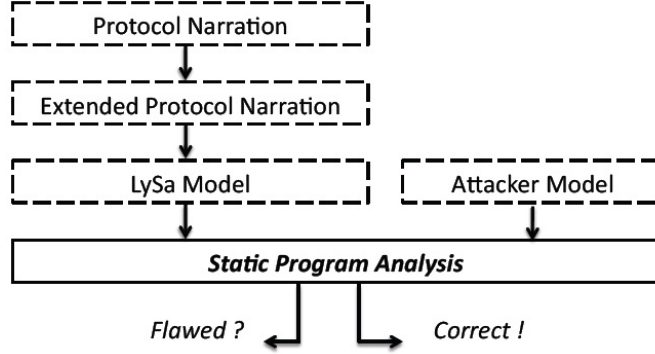 Protocol Narration
Extended Protocol Narration
LySa Model
Attacker Model
Static Program Analysis
Flawed ?
Correct !